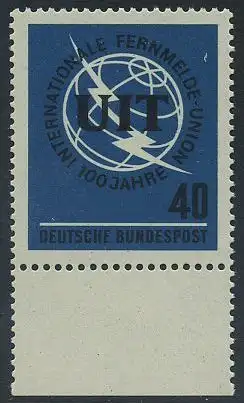 INTERNATIONALE FERNMELDE-UNION
100 JAHRE
UIT
40
DEUTSCHE BUNDESPOST